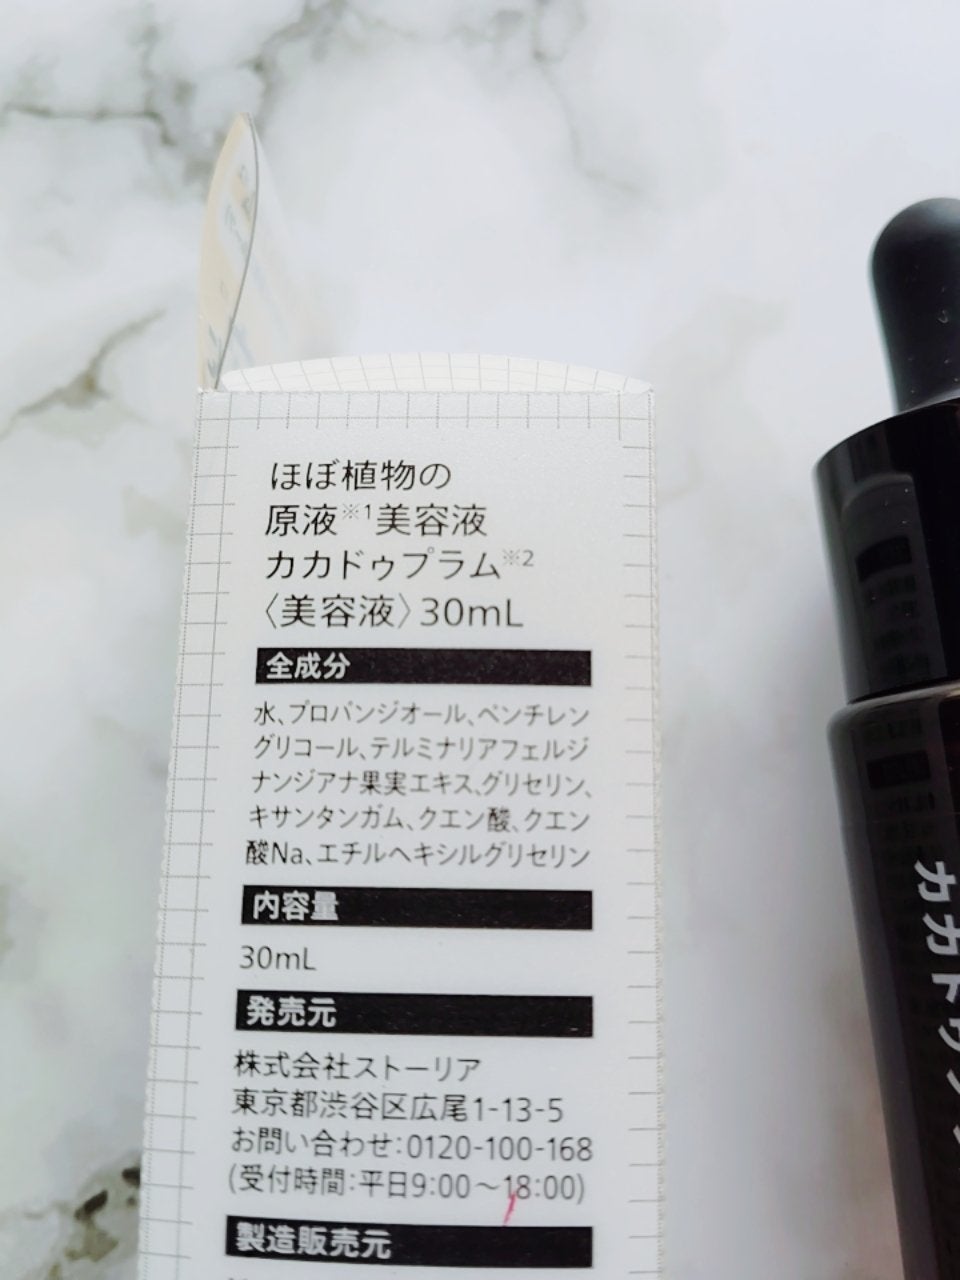 ほぼ植物の
原液※1美容液
カカドゥプラム※2
〈美容液〉30mL
全成分
水、プロパンジオール、ペンチレン
グリコール、テルミナリアフェルジ
ナンジアナ果実エキス、グリセリン、
キサンタンガム、クエン酸、クエン
酸Na、エチルヘキシルグリセリン
内容量
30mL
発売元
株式会社ストーリア
東京都渋谷区広尾1-13-5
お問い合わせ：0120-100-168
(受付時間：平日9:00〜18:00)
製造販売元
カカドゥプ